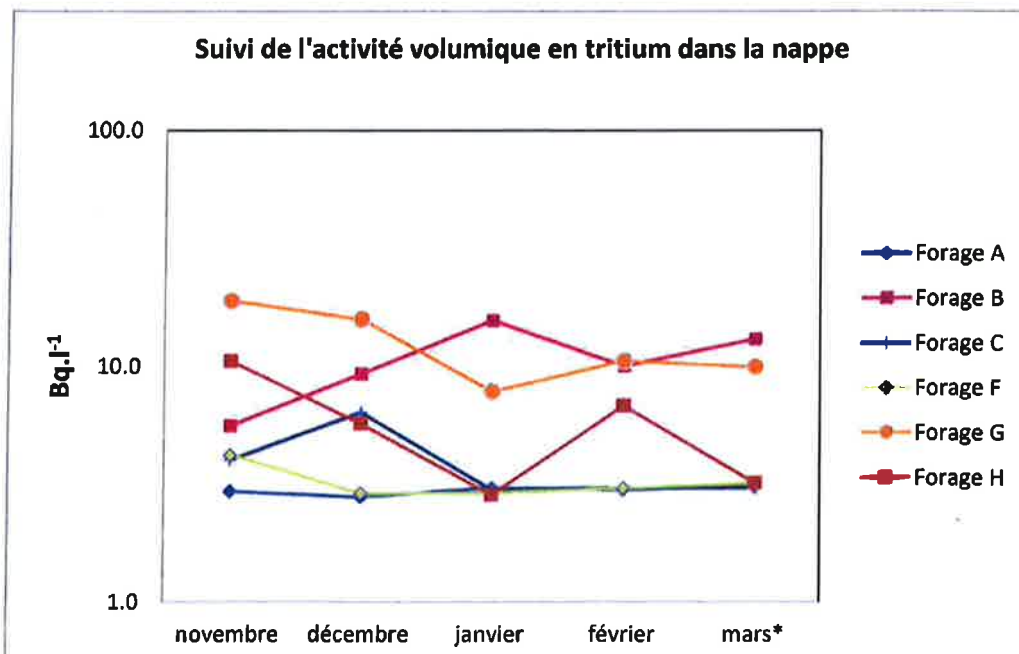 Suivi de l'activité volumique en tritium dans la nappe
100.0
10.0
1.0
Bq.l⁻¹
novembre décembre janvier février mars*
Forage A
Forage B
Forage C
Forage F
Forage G
Forage H